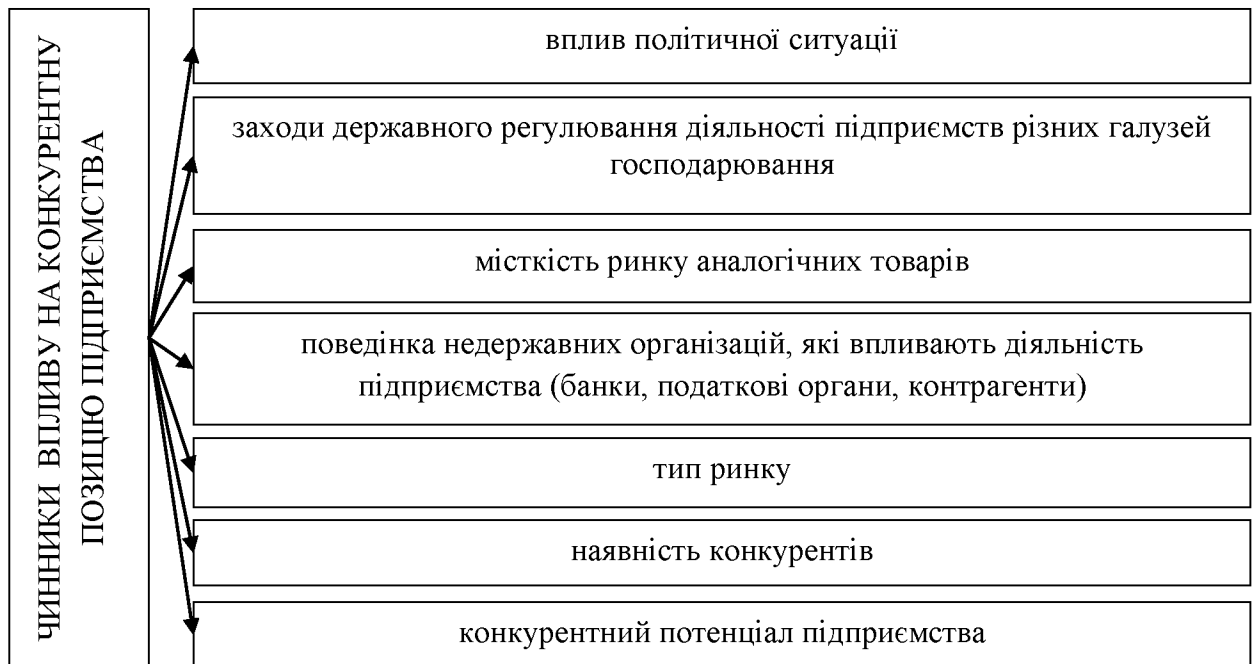 ЧИННИКИ ВПЛИВУ НА КОНКУРЕНТНУ
ПОЗИЦІЮ ПІДПРИЄМСТВА
вплив політичної ситуації
заходи державного регулювання діяльності підприємств різних галузей
господарювання
місткість ринку аналогічних товарів
поведінка недержавних організацій, які впливають діяльність
підприємства (банки, податкові органи, контрагенти)
тип ринку
наявність конкурентів
конкурентний потенціал підприємства